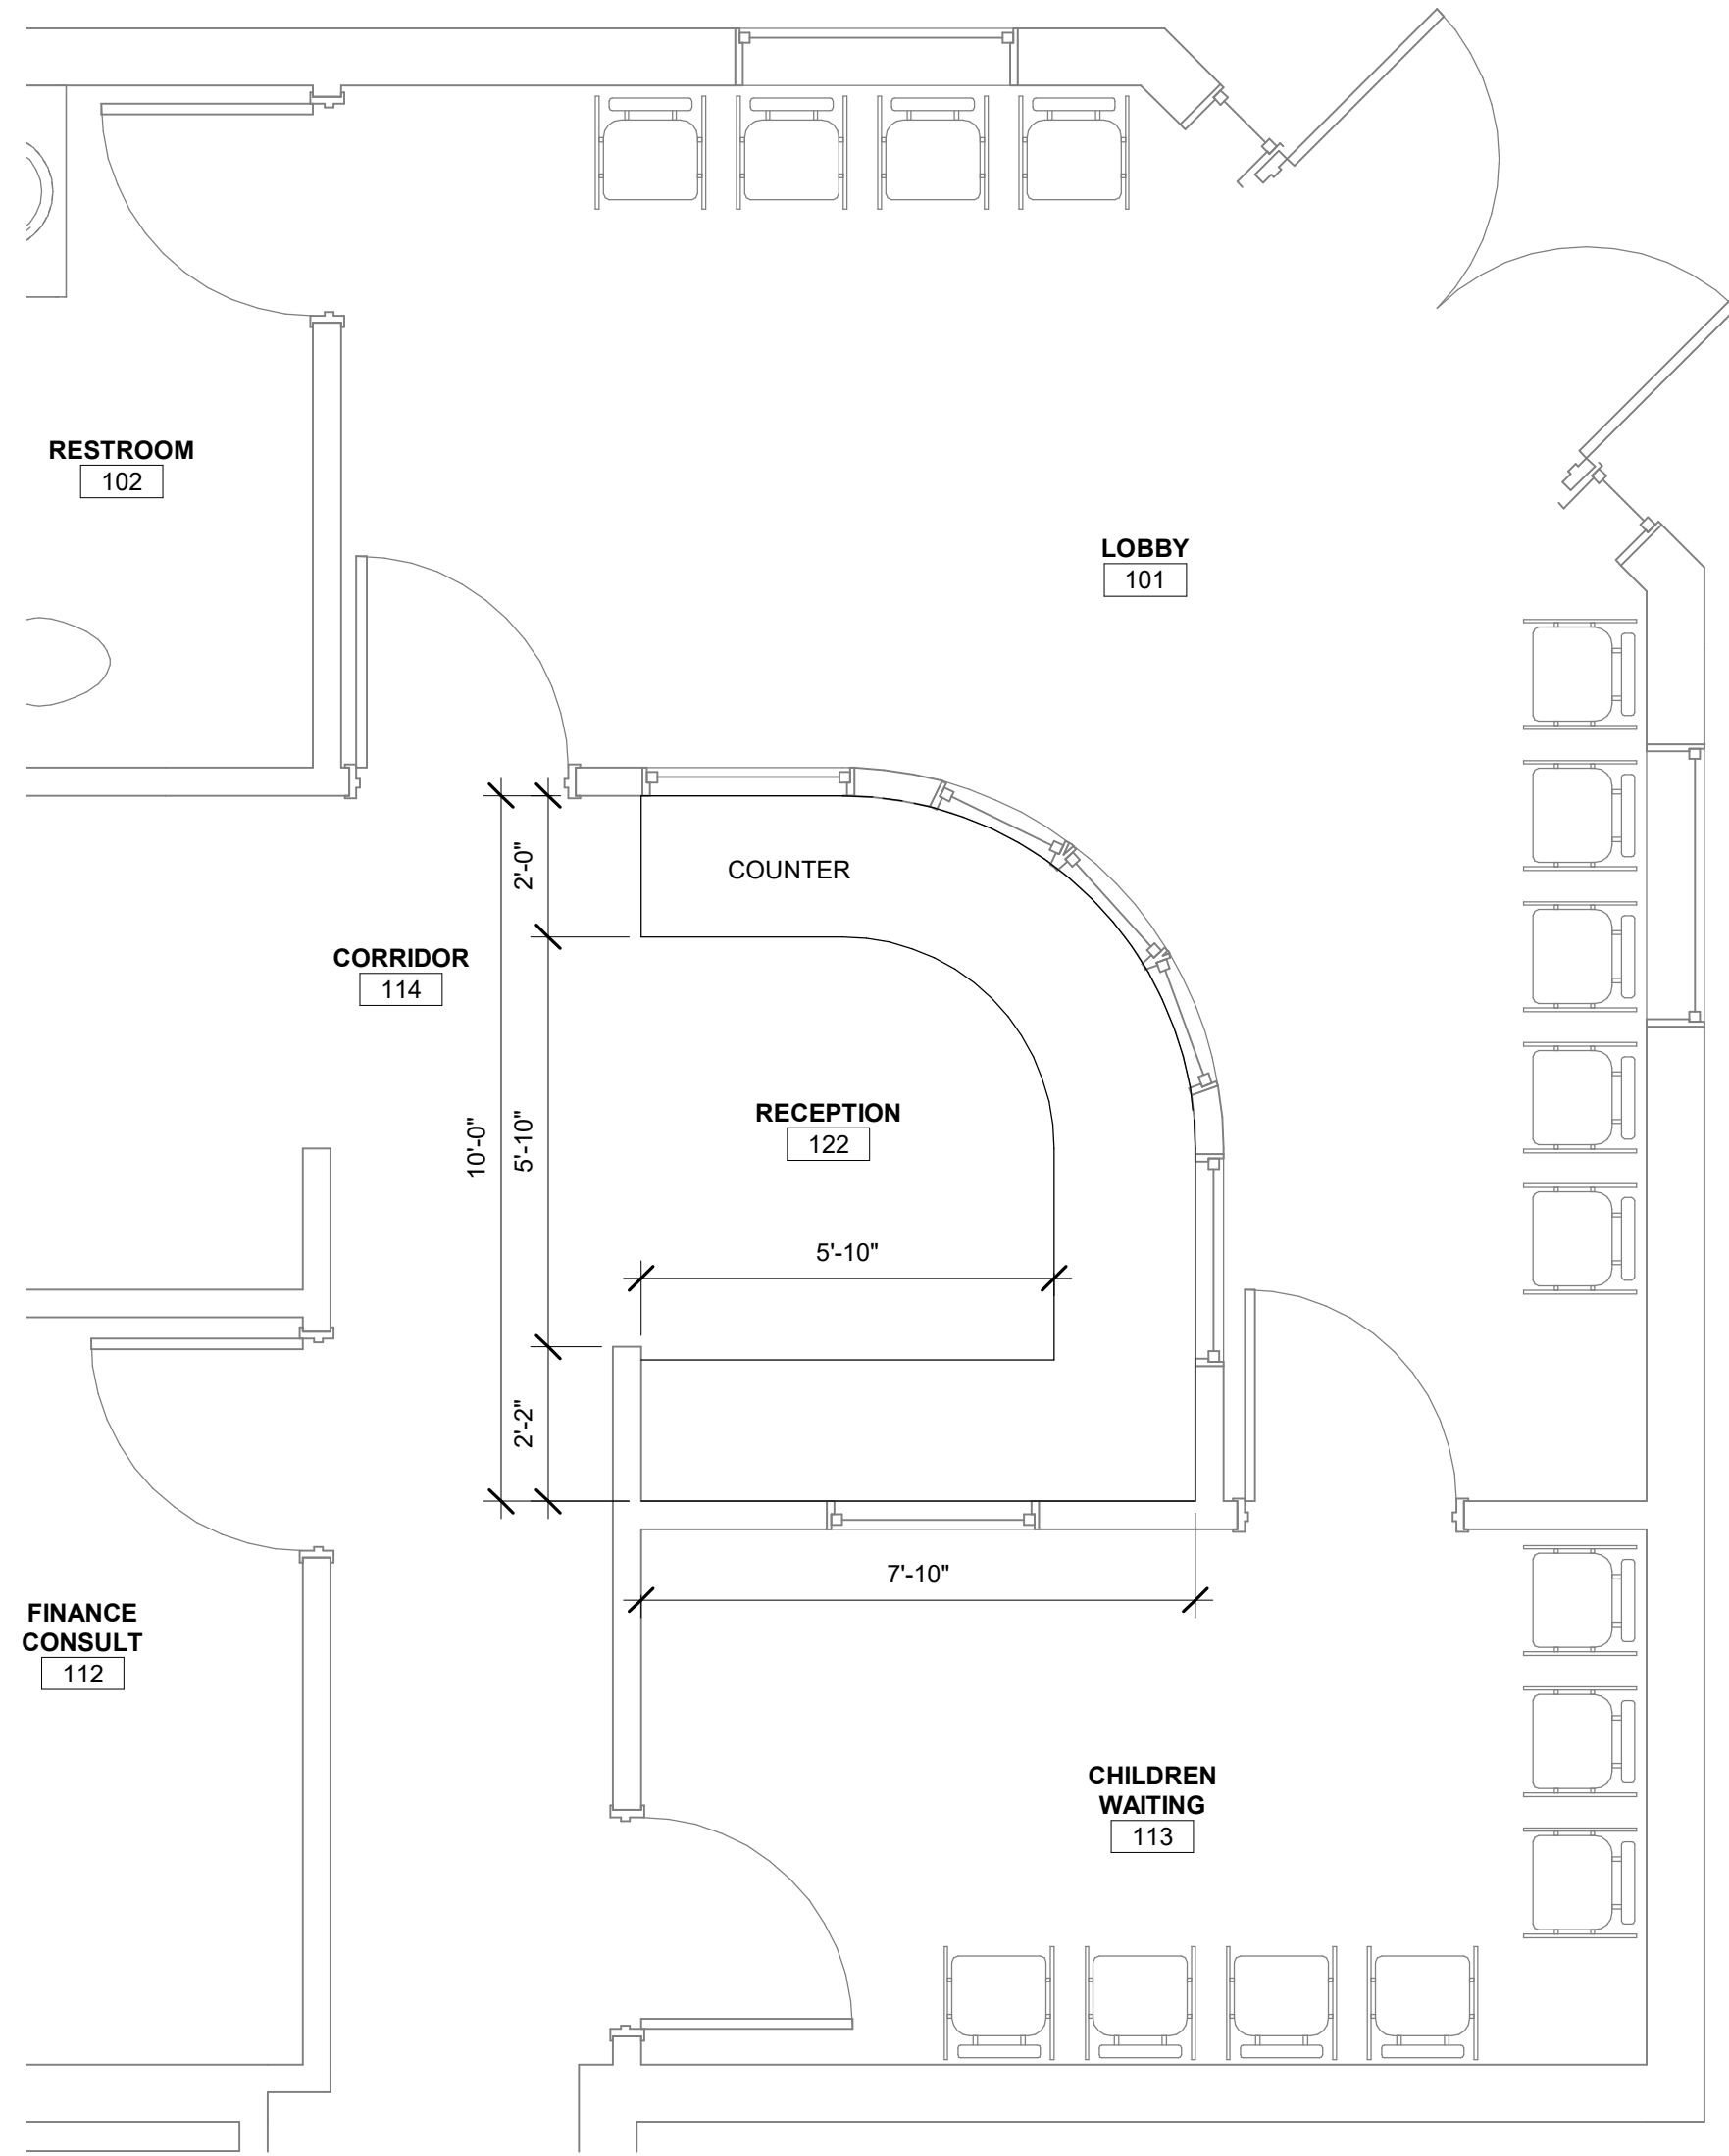 RESTROOM
102
LOBBY
101
2'-0"
COUNTER
CORRIDOR
114
10'-0"
5'-10"
RECEPTION
122
5'-10"
2'-2"
7'-10"
FINANCE
CONSULT
112
CHILDREN
WAITING
113